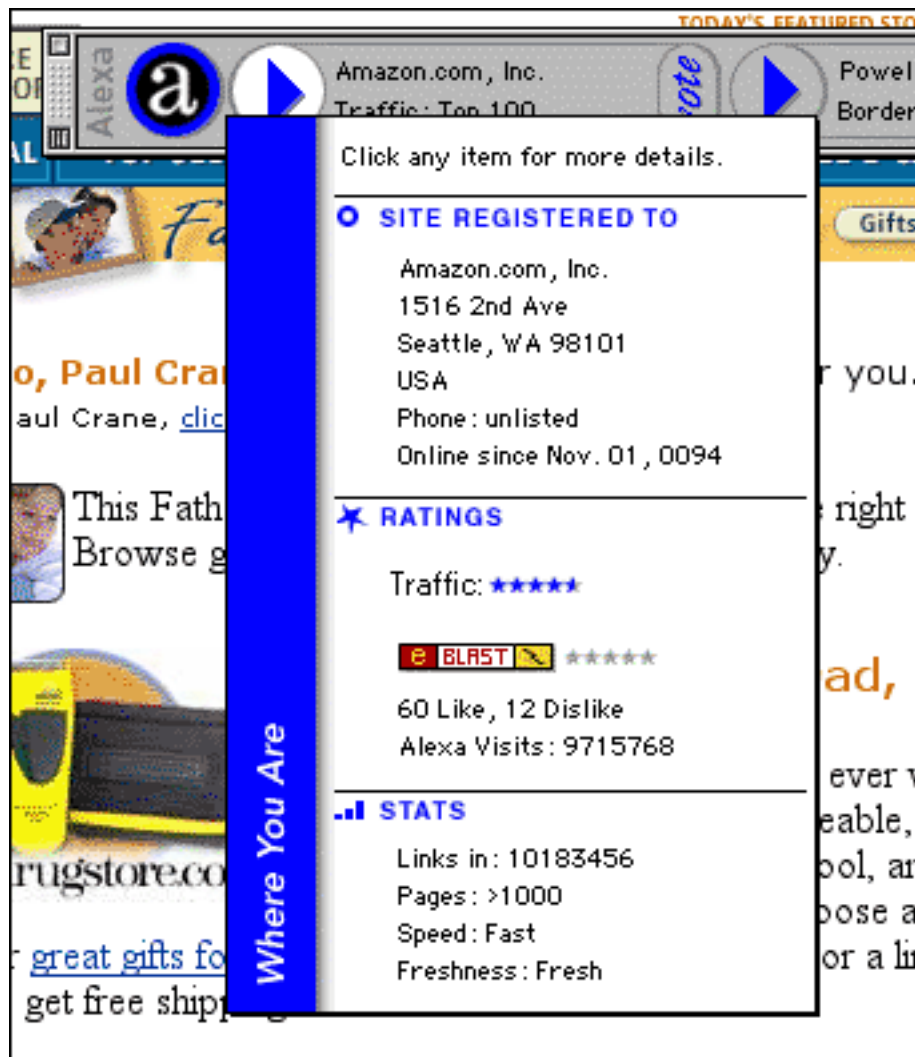 TODAY'S FEATURED STO
Alexa
a
Amazon.com, Inc.
Traffic: Top 100
vote
Powel
Border
Click any item for more details.
SITE REGISTERED TO
Gifts
Amazon.com, Inc.
1516 2nd Ave
Seattle, WA 98101
USA
Phone: unlisted
Online since Nov. 01, 0094
o, Paul Cra
r you.
aul Crane, clic
This Fath
right
Browse g
y.
RATINGS
Traffic:
e BLAST
60 Like, 12 Dislike
Alexa Visits: 9715768
ad,
ever
eable,
ool, an
oose a
or a li
STATS
Links in: 10183456
Pages: >1000
Speed: Fast
Freshness: Fresh
Where You Are
rugstore.co
r great gifts fo
get free shipp